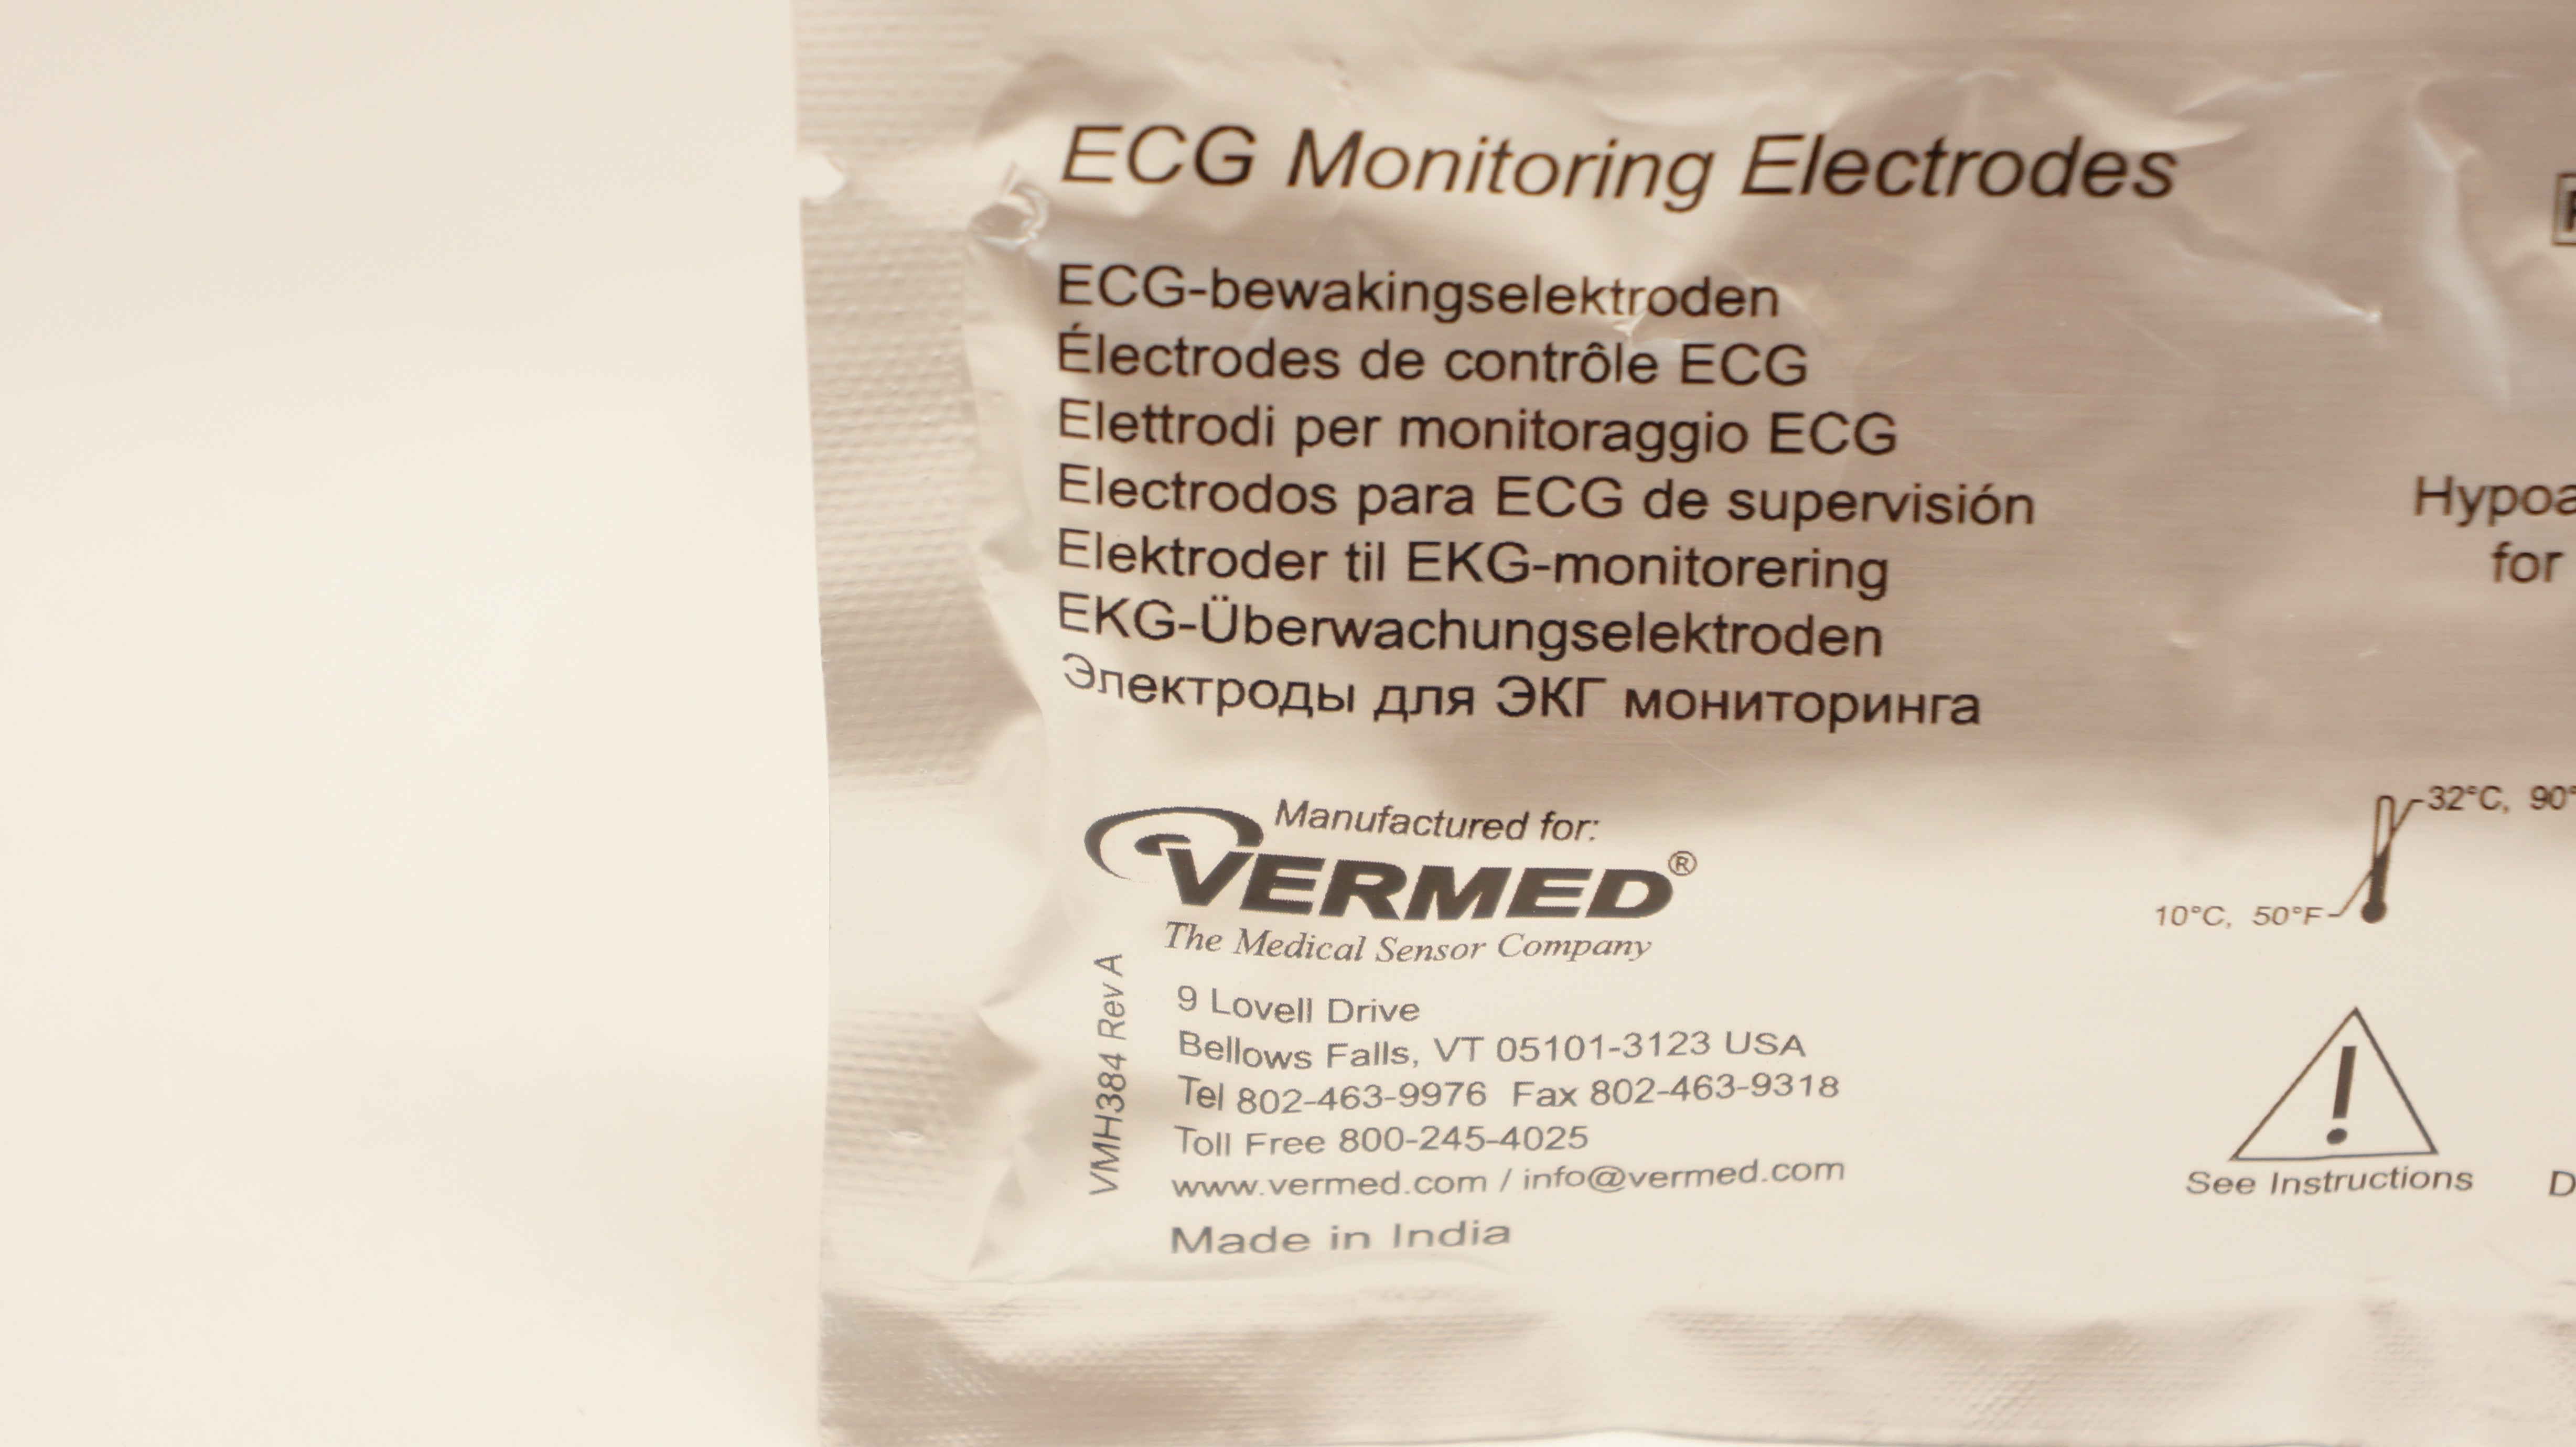 ECG Monitoring Electrodes
ECG-bewakingselektroden
Électrodes de contrôle ECG
Elettrodi per monitoraggio ECG
Electrodos para ECG de supervisión
Elektroder til EKG-monitorering
EKG-Überwachungselektroden
Электроды для ЭКГ мониторинга
for
Manufactured for:
VERMED®
The Medical Sensor Company
9 Lovell Drive
Bellows Falls, VT 05101-3123 USA
Tel 802-463-9976 Fax 802-463-9318
Toll Free 800-245-4025
www.vermed.com / info@vermed.com
Made in India
VMH384 Rev A
32°C, 90°
10°C, 50°F
!
See Instructions